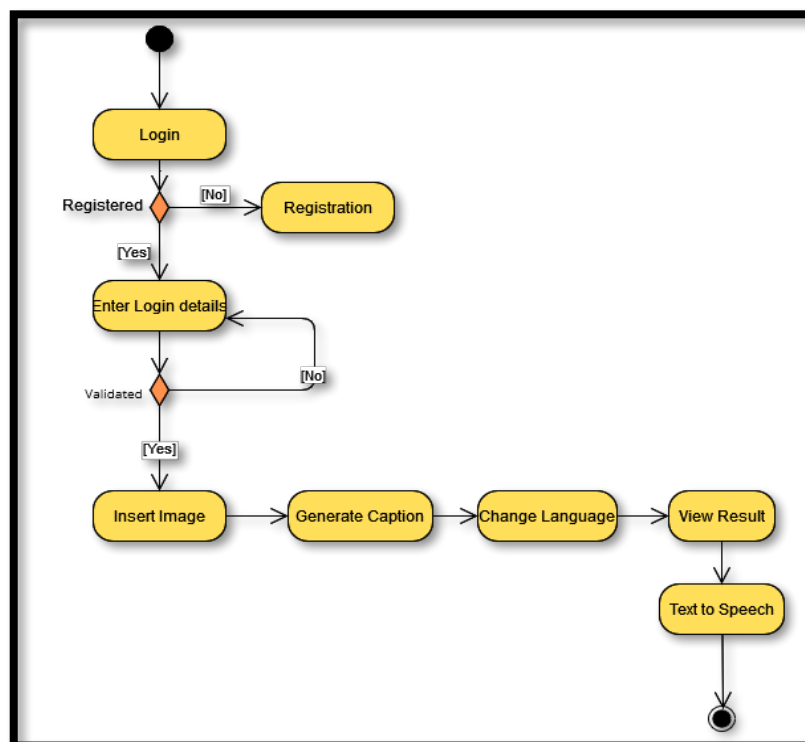 Login
Registered
[No]
Registration
[Yes]
Enter Login details
[No]
Validated
[Yes]
Insert Image
Generate Caption
Change Language
View Result
Text to Speech